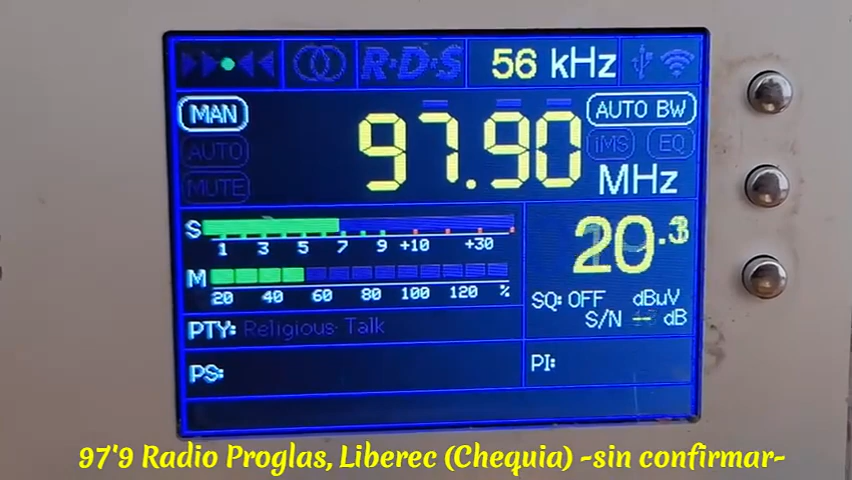 R·D·S 56 kHz
MAN 97.90 AUTO BW
AUTO iMS EQ
MUTE MHz
S 1 3 5 7 9 +10 +30
20.3
M 20 40 60 80 100 120 %
SQ: OFF dBuV
S/N -- dB
PTY: Religious Talk
PS:
PI:
97'9 Radio Proglas, Liberec (Chequia) -sin confirmar-